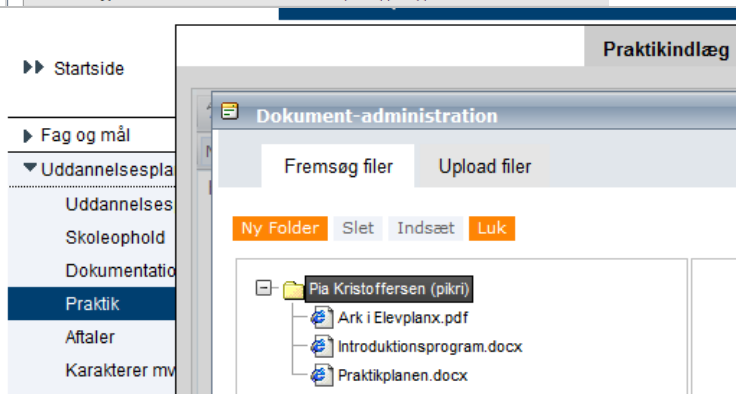 Praktikindlæg
Startside
Dokument-administration
Fag og mål
Fremsøg filer
Upload filer
Uddannelsespla
Uddannelses
Ny Folder
Slet
Indsæt
Luk
Skoleophold
Dokumentatio
Pia Kristoffersen (pikri)
Praktik
Ark i Elevplanx.pdf
Aftaler
Introduktionsprogram.docx
Karakterer mv
Praktikplanen.docx